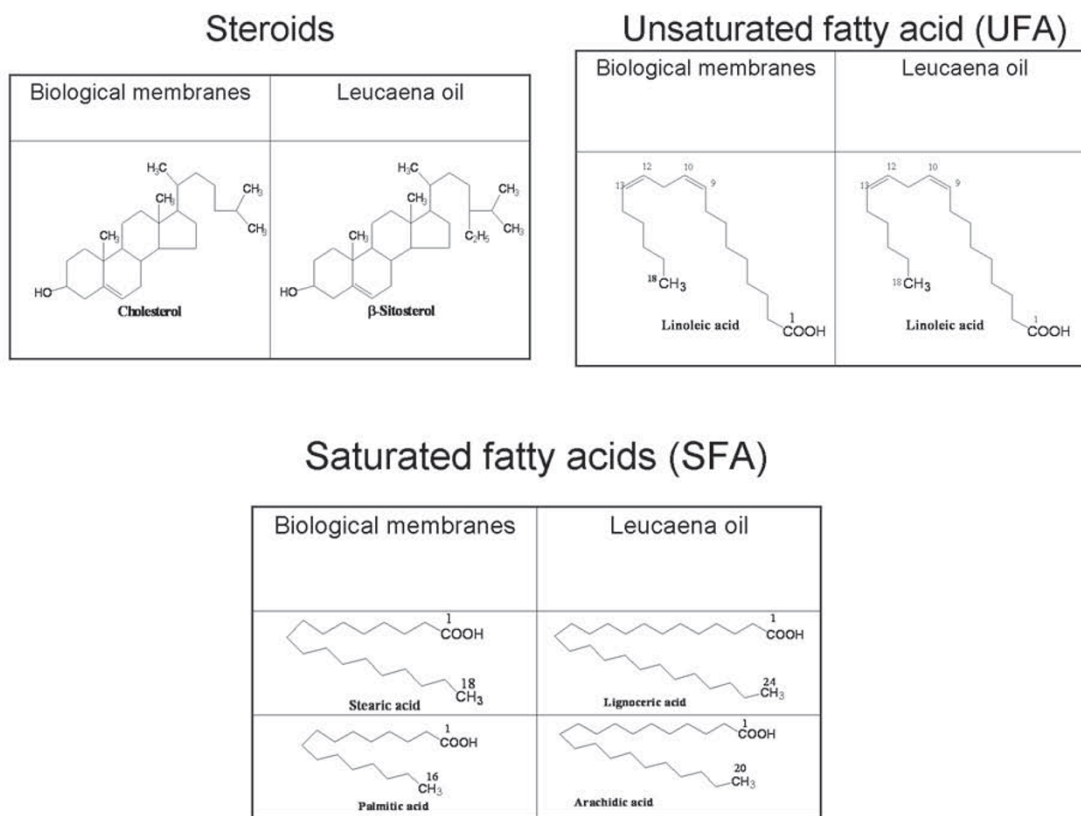 Steroids
Biological membranes Leucaena oil
H₃C CH₃ CH₃ CH₃ CH₃ HO
Cholesterol
H₃C CH₃ CH₃ CH₃ CH₃ C₂H₅ HO
β-Sitosterol
Unsaturated fatty acid (UFA)
Biological membranes Leucaena oil
12 10 13 9
18 CH₃ 1
Linoleic acid COOH
12 10 13 9
18 CH₃ 1
Linoleic acid COOH
Saturated fatty acids (SFA)
Biological membranes Leucaena oil
1
COOH
18
CH₃
Stearic acid
1
COOH
24
CH₃
Lignoceric acid
1
COOH
16
CH₃
Palmitic acid
1
COOH
20
CH₃
Arachidic acid